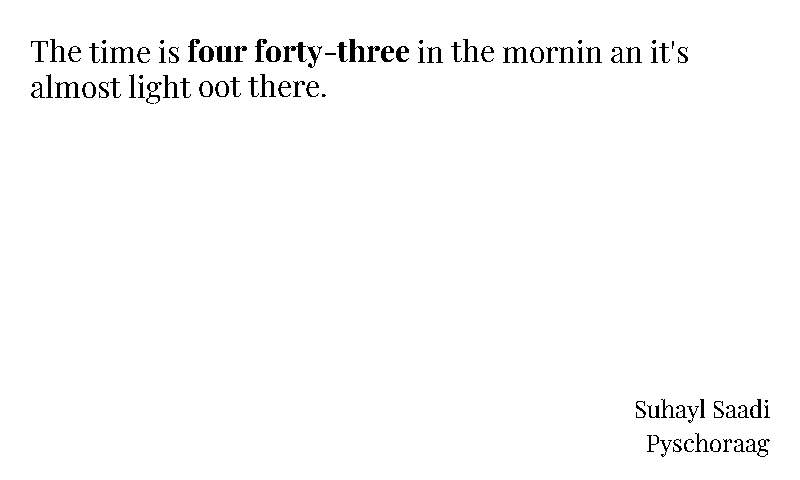 The time is four forty-three in the mornin an it's
almost light oot there.
Suhayl Saadi
Pyschoraag